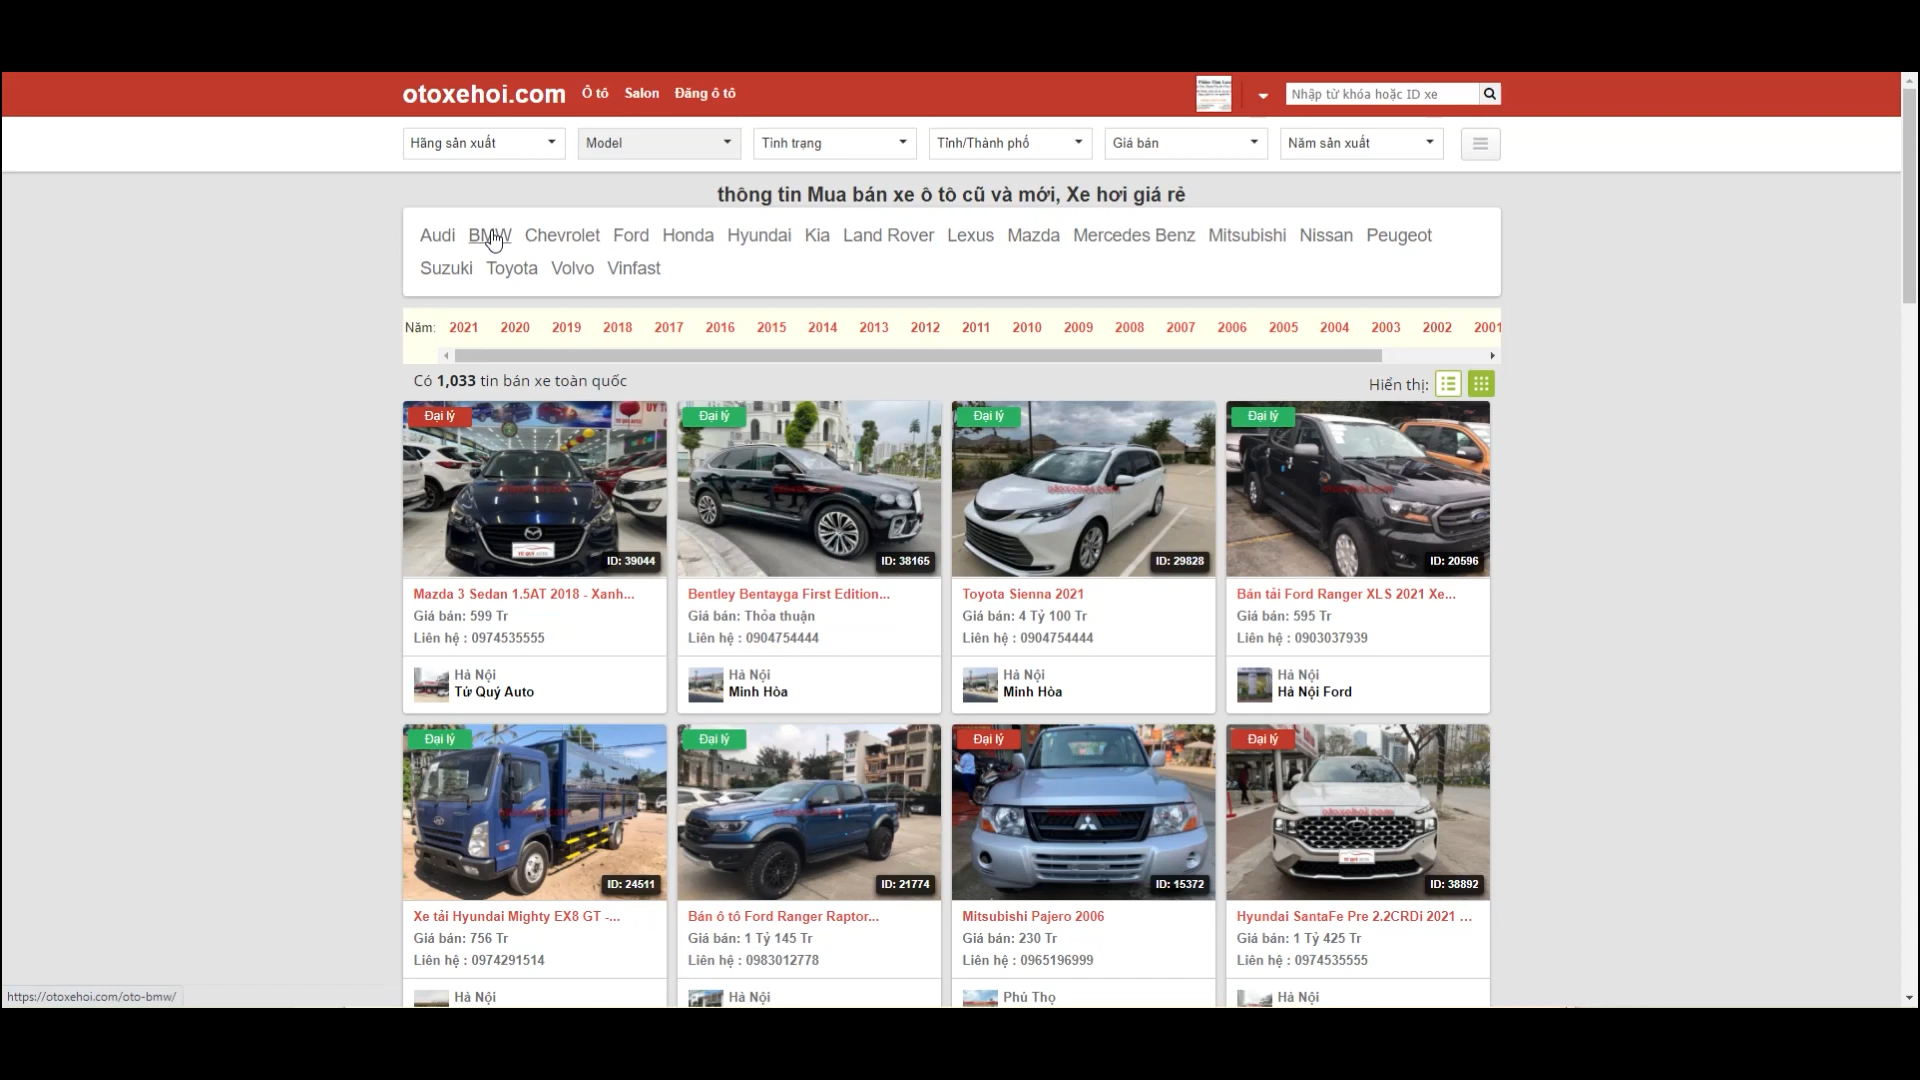 otoxehoi.com Ô tô Salon Đăng ô tô Nhập từ khóa hoặc ID xe
Hãng sản xuất Model Tình trạng Tỉnh/Thành phố Giá bán Năm sản xuất
thông tin Mua bán xe ô tô cũ và mới, Xe hơi giá rẻ
Audi BMW Chevrolet Ford Honda Hyundai Kia Land Rover Lexus Mazda Mercedes Benz Mitsubishi Nissan Peugeot
Suzuki Toyota Volvo Vinfast
Năm: 2021 2020 2019 2018 2017 2016 2015 2014 2013 2012 2011 2010 2009 2008 2007 2006 2005 2004 2003 2002 2001
Có 1,033 tin bán xe toàn quốc Hiển thị:
Đại lý Đại lý Đại lý Đại lý
ID: 39044 ID: 38165 ID: 29828 ID: 20596
Mazda 3 Sedan 1.5AT 2018 - Xanh... Bentley Bentayga First Edition... Toyota Sienna 2021 Bán tải Ford Ranger XLS 2021 Xe...
Giá bán: 599 Tr Giá bán: Thỏa thuận Giá bán: 4 Tỷ 100 Tr Giá bán: 595 Tr
Liên hệ : 0974535555 Liên hệ : 0904754444 Liên hệ : 0904754444 Liên hệ : 0903037939
Hà Nội Hà Nội Hà Nội Hà Nội
Tứ Quý Auto Minh Hòa Minh Hòa Hà Nội Ford
Đại lý Đại lý Đại lý Đại lý
otoxehoi.com
ID: 24511 ID: 21774 ID: 15372 ID: 38892
Xe tải Hyundai Mighty EX8 GT -... Bán ô tô Ford Ranger Raptor... Mitsubishi Pajero 2006 Hyundai SantaFe Pre 2.2CRDi 2021 ...
Giá bán: 756 Tr Giá bán: 1 Tỷ 145 Tr Giá bán: 230 Tr Giá bán: 1 Tỷ 425 Tr
Liên hệ : 0974291514 Liên hệ : 0983012778 Liên hệ : 0965196999 Liên hệ : 0974535555
Hà Nội Hà Nội Phú Thọ Hà Nội
https://otoxehoi.com/oto-bmw/